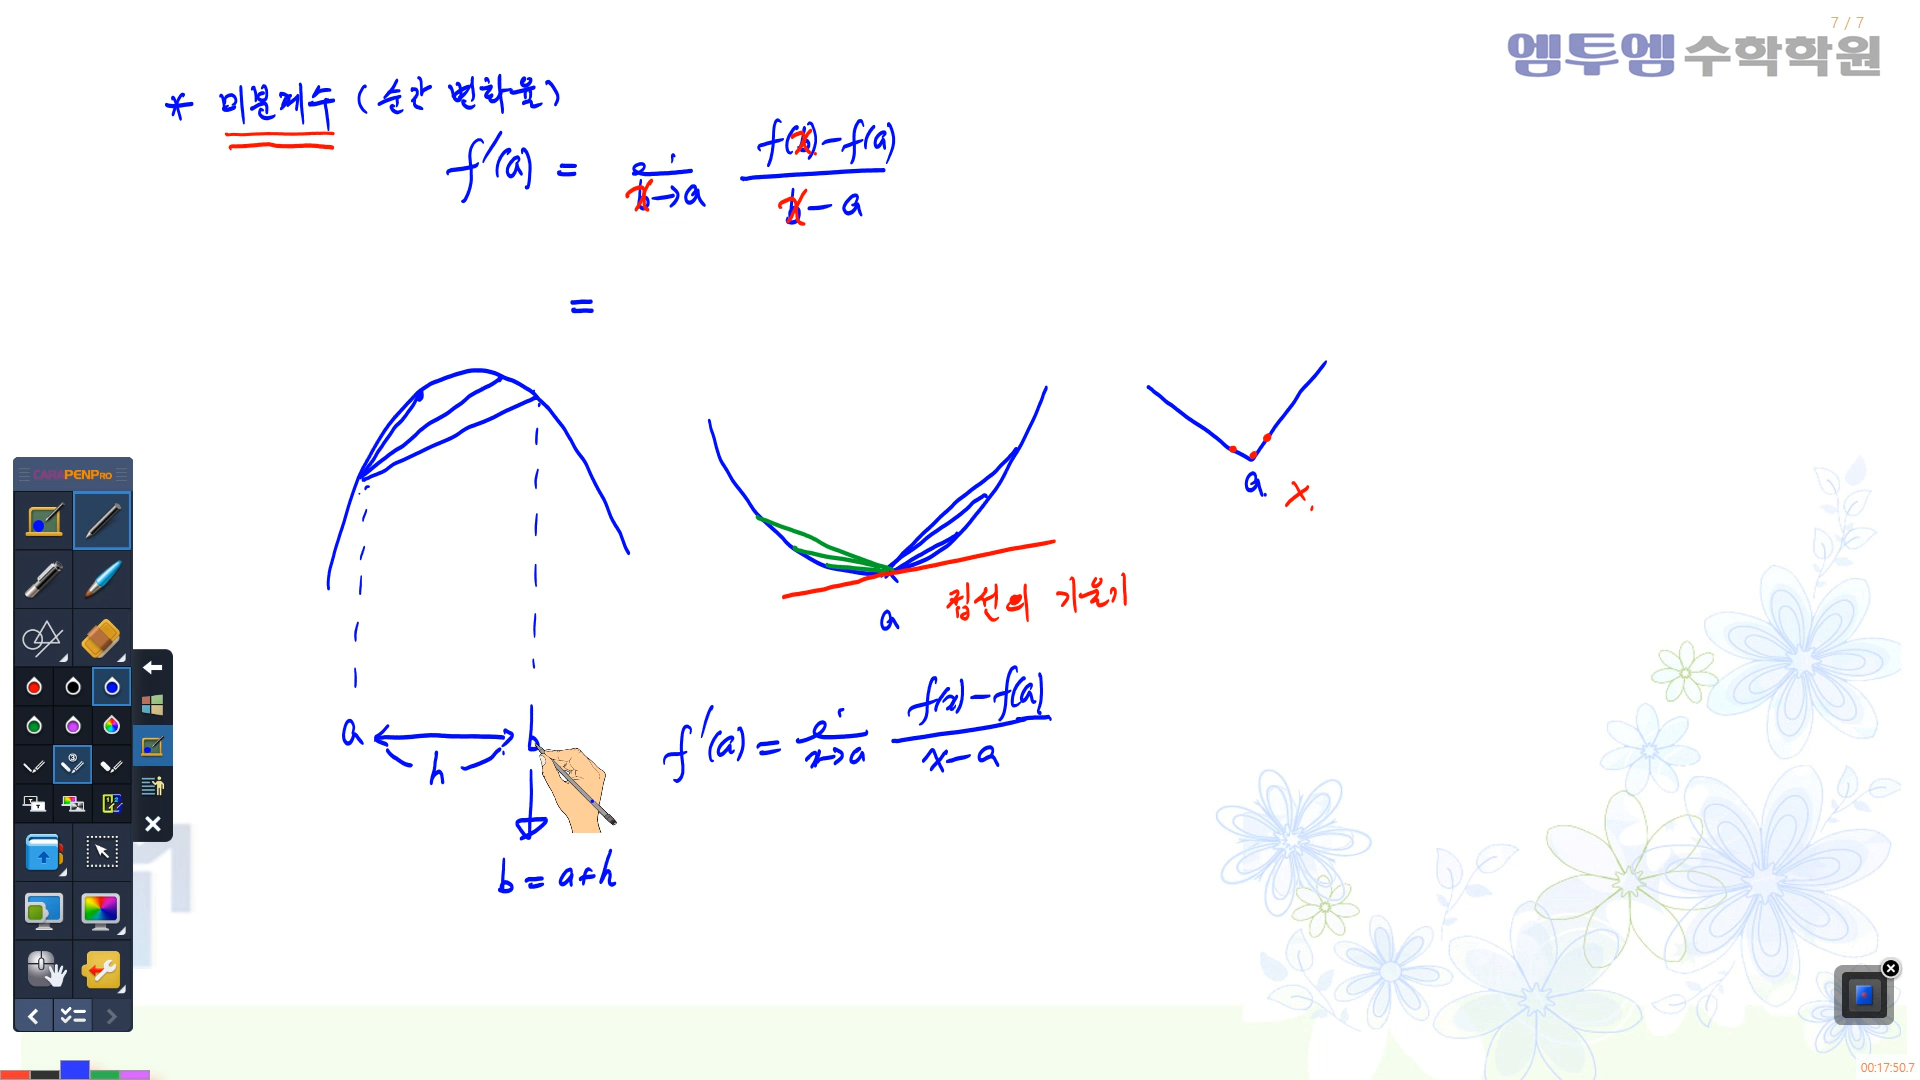 7 / 7
엠투엠 수학학원
* 미분계수 (순간 변화율)
f'(a) = lim x→a f(x)-f(a) / x-a
=
a
x.
a
접선의 기울기
a h b
f'(a) = lim x→a f(x)-f(a) / x-a
b = a+h
CARAPENPRO
00:17:50.7